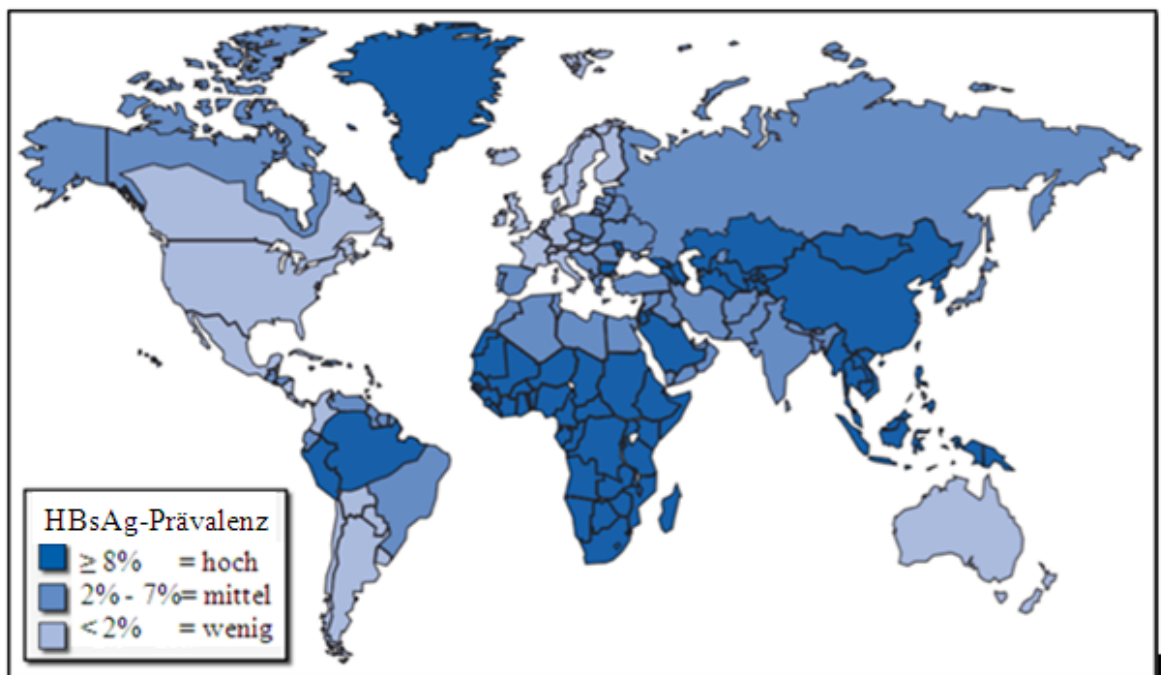 HBsAg-Prävalenz
≥ 8% = hoch
2% - 7%= mittel
< 2% = wenig